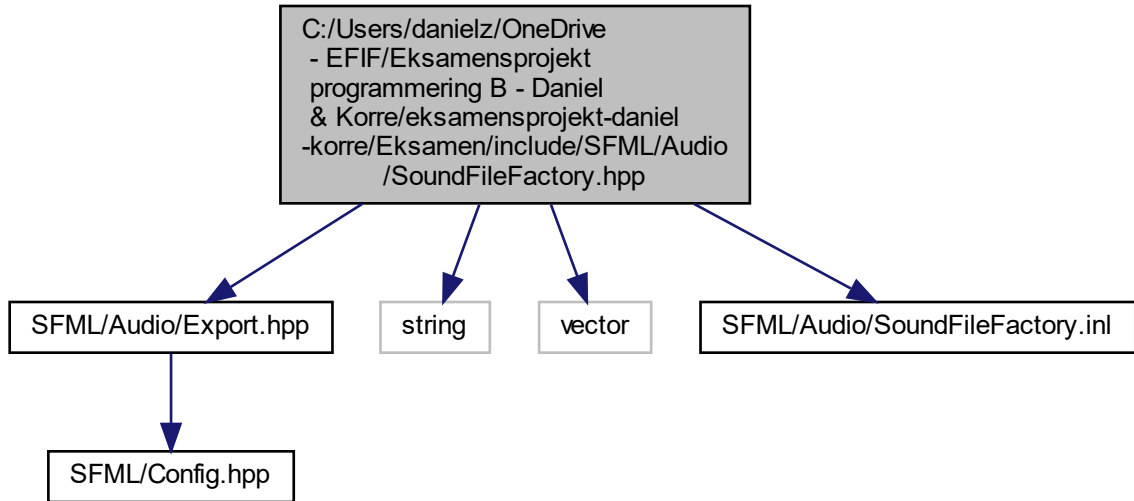 C:/Users/danielz/OneDrive
- EFIF/Eksamensprojekt
programmering B - Daniel
& Korre/eksamensprojekt-daniel
-korre/Eksamen/include/SFML/Audio
/SoundFileFactory.hpp
SFML/Audio/Export.hpp
string
vector
SFML/Audio/SoundFileFactory.inl
SFML/Config.hpp